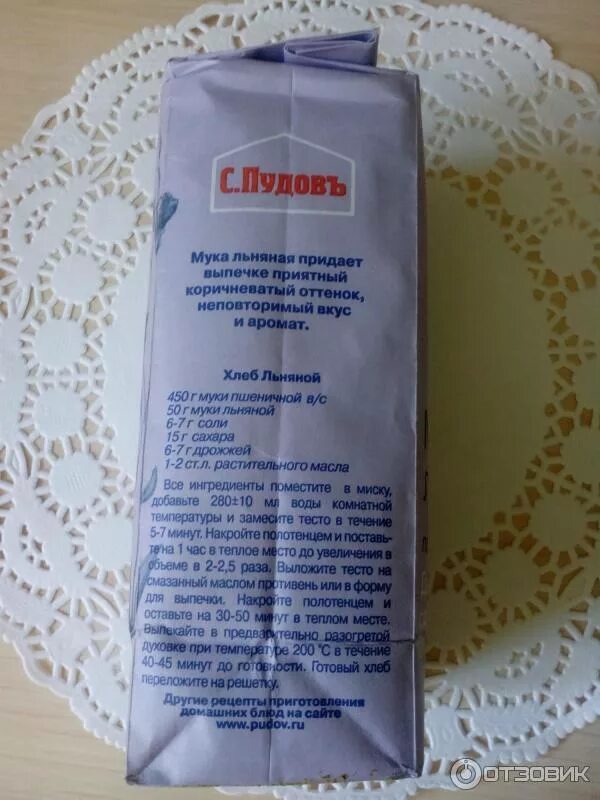 С.ПУДОВЪ
Мука льняная придает
выпечке приятный
коричневатый оттенок,
неповторимый вкус
и аромат.
Хлеб Льняной
450 г муки пшеничной в/с
50 г муки льняной
6-7 г соли
15 г сахара
6-7 г дрожжей
1-2 ст.л. растительного масла
Все ингредиенты поместите в миску,
добавьте 280±10 мл воды комнатной
температуры и замесите тесто в течение
5-7 минут. Накройте полотенцем и поставь-
те на 1 час в теплое место до увеличения в
объеме в 2-2,5 раза. Выложите тесто на
смазанный маслом противень или в форму
для выпечки. Накройте полотенцем и
оставьте на 30-50 минут в теплом месте.
Выпекайте в предварительно разогретой
духовке при температуре 200 °С в течение
40-45 минут до готовности. Готовый хлеб
переложите на решетку.
Другие рецепты приготовления
домашних блюд на сайте
www.pudov.ru
ОТЗОВИК